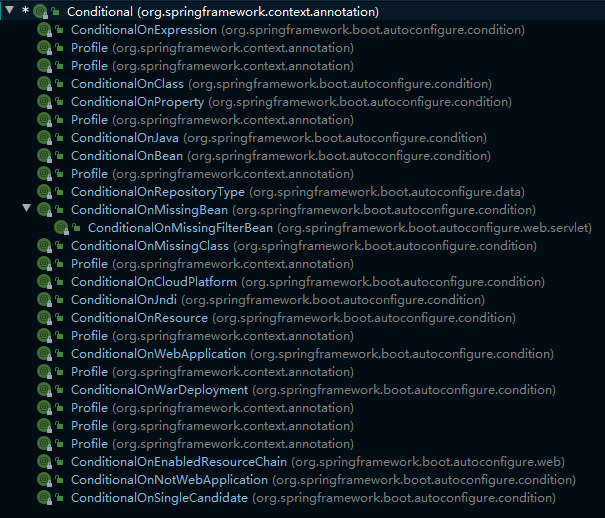 * Conditional (org.springframework.context.annotation)
ConditionalOnExpression (org.springframework.boot.autoconfigure.condition)
Profile (org.springframework.context.annotation)
Profile (org.springframework.context.annotation)
ConditionalOnClass (org.springframework.boot.autoconfigure.condition)
ConditionalOnProperty (org.springframework.boot.autoconfigure.condition)
Profile (org.springframework.context.annotation)
ConditionalOnJava (org.springframework.boot.autoconfigure.condition)
ConditionalOnBean (org.springframework.boot.autoconfigure.condition)
Profile (org.springframework.context.annotation)
ConditionalOnRepositoryType (org.springframework.boot.autoconfigure.data)
ConditionalOnMissingBean (org.springframework.boot.autoconfigure.condition)
ConditionalOnMissingFilterBean (org.springframework.boot.autoconfigure.web.servlet)
ConditionalOnMissingClass (org.springframework.boot.autoconfigure.condition)
Profile (org.springframework.context.annotation)
ConditionalOnCloudPlatform (org.springframework.boot.autoconfigure.condition)
ConditionalOnJndi (org.springframework.boot.autoconfigure.condition)
ConditionalOnResource (org.springframework.boot.autoconfigure.condition)
Profile (org.springframework.context.annotation)
ConditionalOnWebApplication (org.springframework.boot.autoconfigure.condition)
Profile (org.springframework.context.annotation)
ConditionalOnWarDeployment (org.springframework.boot.autoconfigure.condition)
Profile (org.springframework.context.annotation)
Profile (org.springframework.context.annotation)
Profile (org.springframework.context.annotation)
ConditionalOnEnabledResourceChain (org.springframework.boot.autoconfigure.web)
ConditionalOnNotWebApplication (org.springframework.boot.autoconfigure.condition)
ConditionalOnSingleCandidate (org.springframework.boot.autoconfigure.condition)